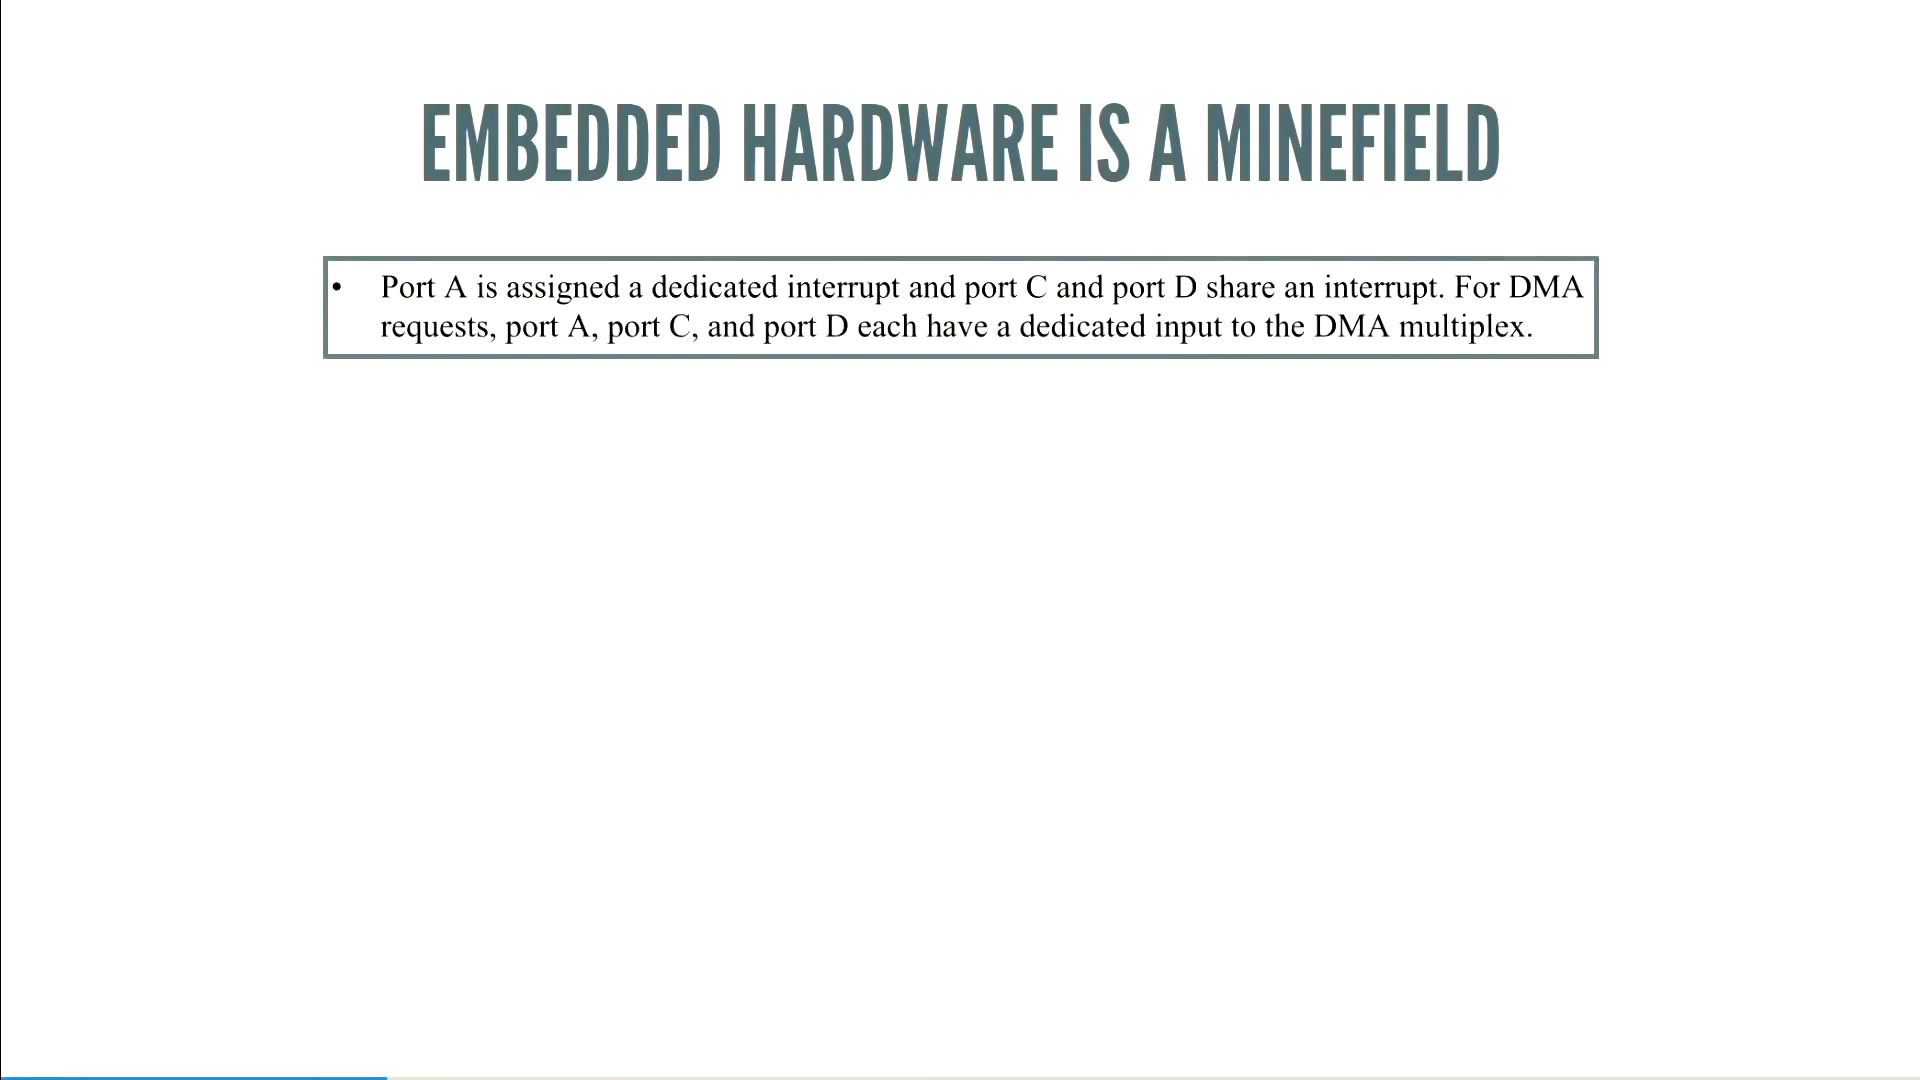 EMBEDDED HARDWARE IS A MINEFIELD
• Port A is assigned a dedicated interrupt and port C and port D share an interrupt. For DMA
requests, port A, port C, and port D each have a dedicated input to the DMA multiplex.